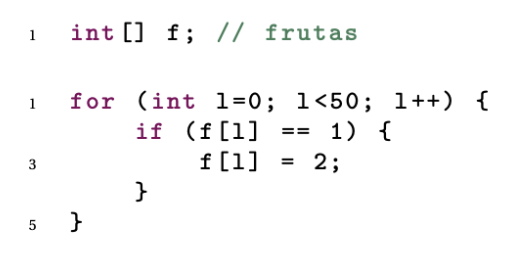 1 int[] f; // frutas
1 for (int l=0; l<50; l++) {
if (f[l] == 1) {
3 f[l] = 2;
}
5 }